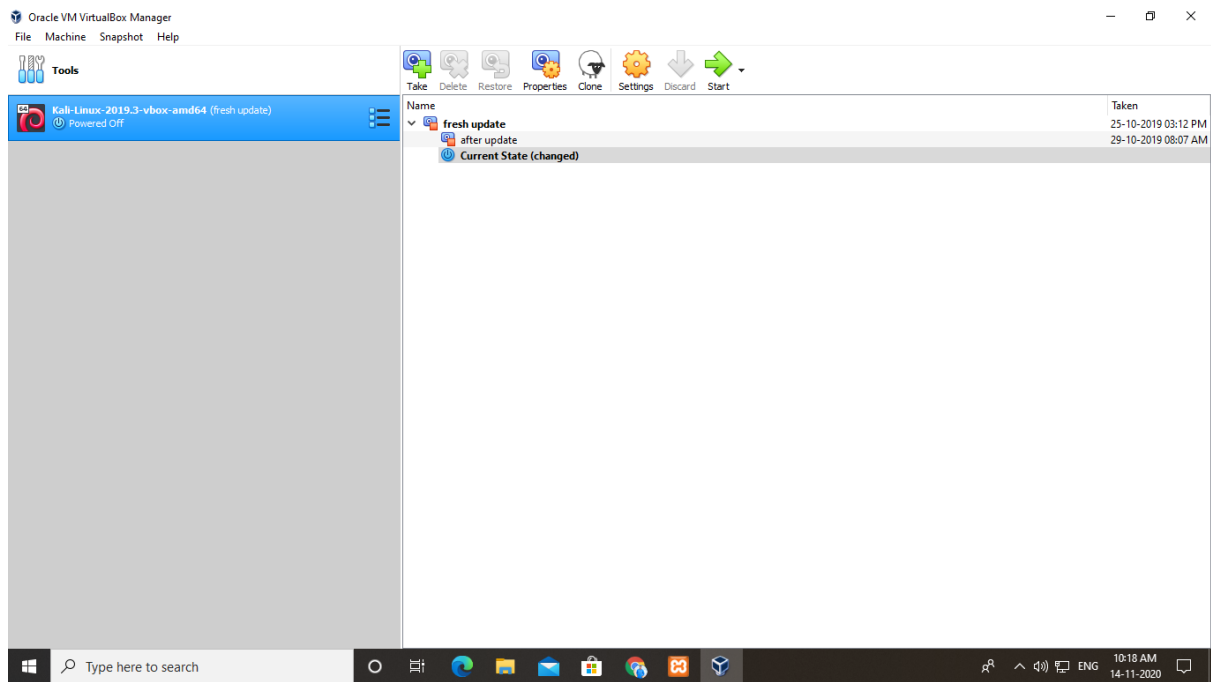 Oracle VM VirtualBox Manager
File Machine Snapshot Help
Tools
Take Delete Restore Properties Clone Settings Discard Start
64
Kali-Linux-2019.3-vbox-amd64 (fresh update)
Powered Off
Name Taken
fresh update 25-10-2019 03:12 PM
after update 29-10-2019 08:07 AM
Current State (changed)
Type here to search
ENG
10:18 AM
14-11-2020